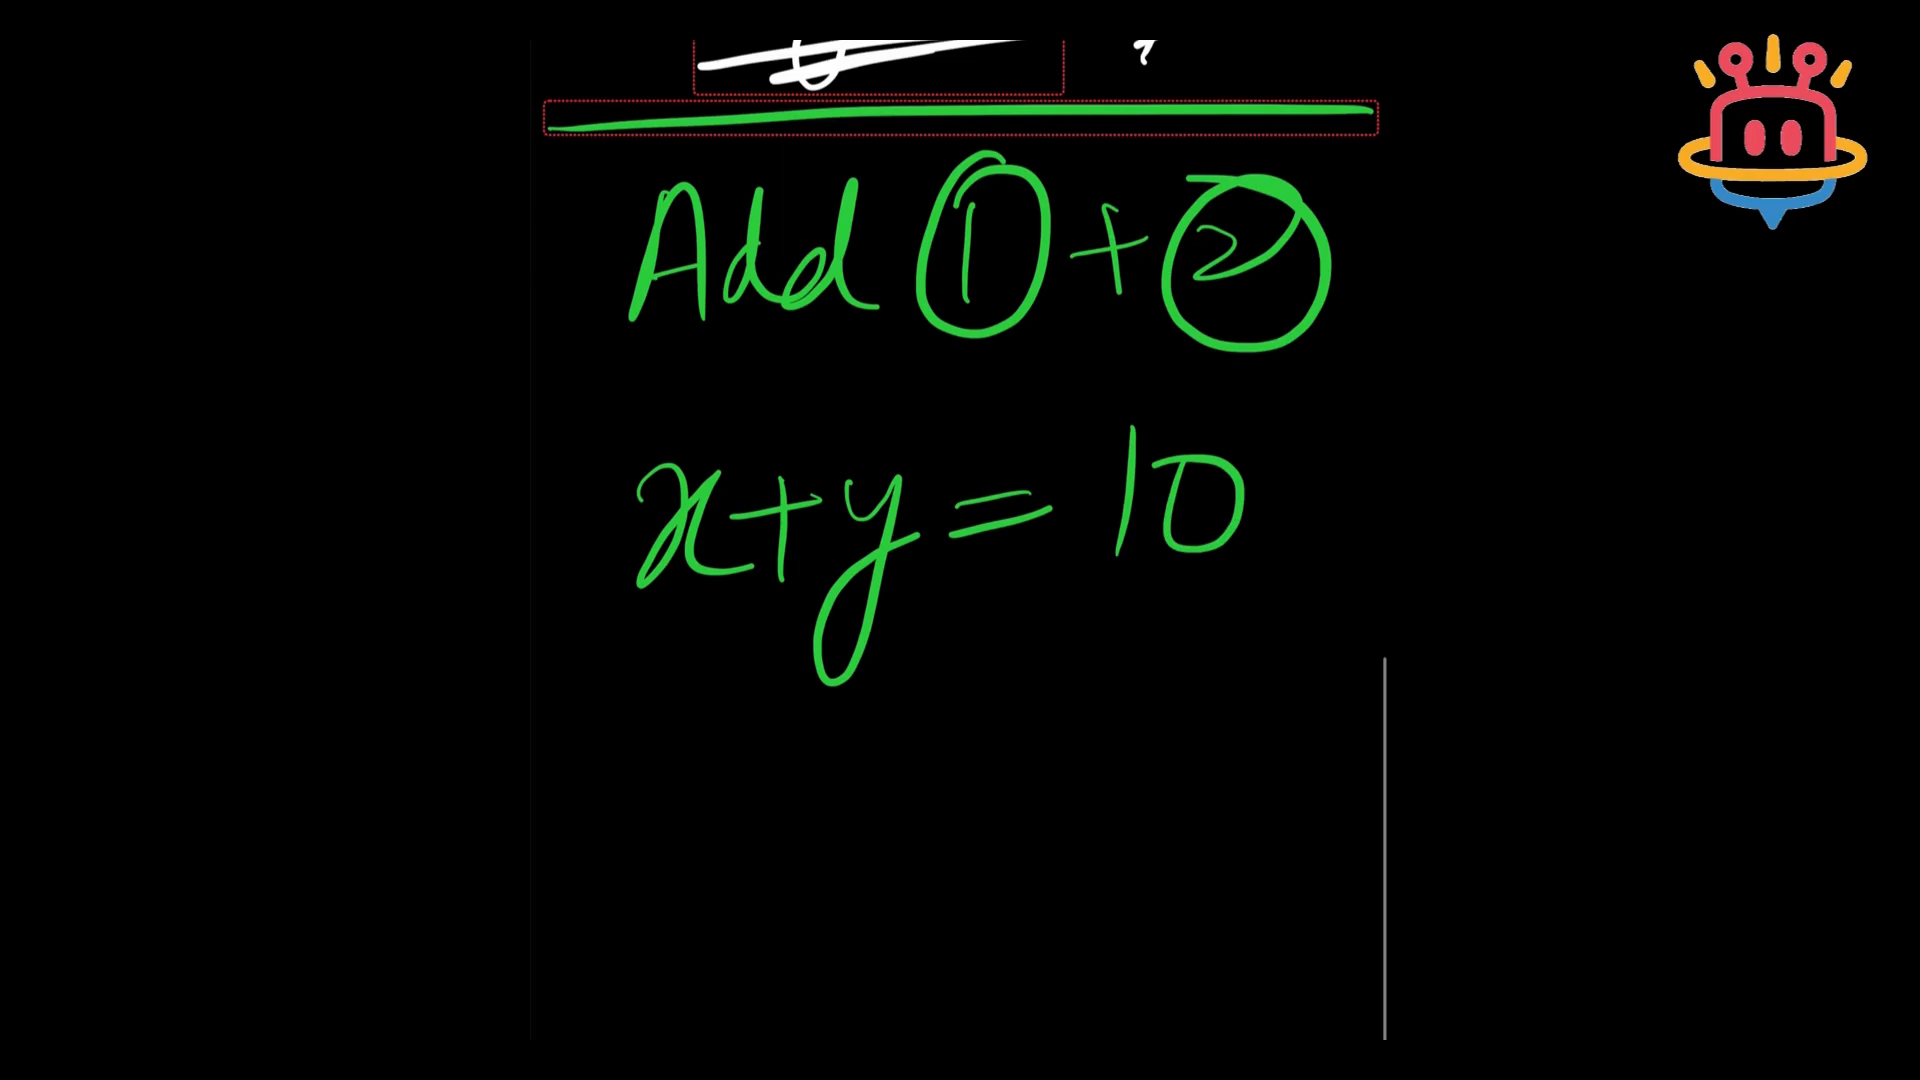 Add ① + ②
x + y = 10